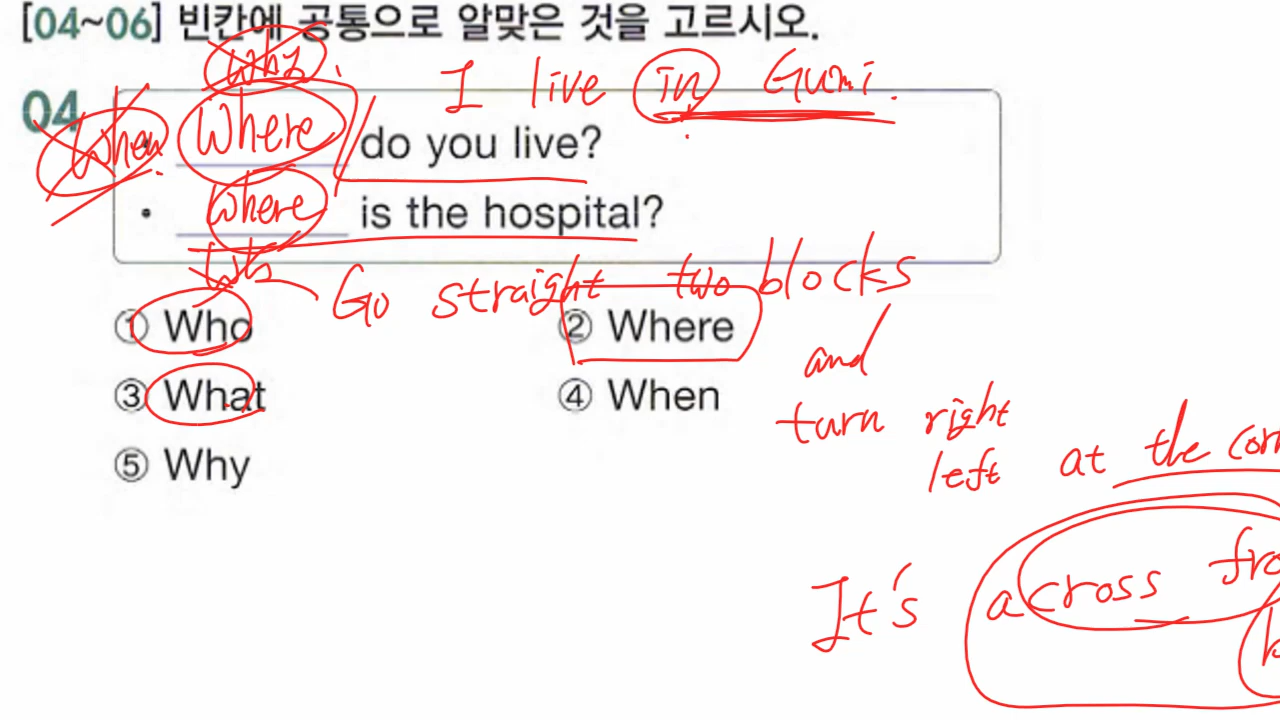 [04~06] 빈칸에 공통으로 알맞은 것을 고르시오.
Why.
I live in Gumi.
04
When Where do you live?
• Where is the hospital?
Go straight two blocks
① Who ② Where
and
③ What ④ When
turn right
left at the corn
⑤ Why
It's across fro